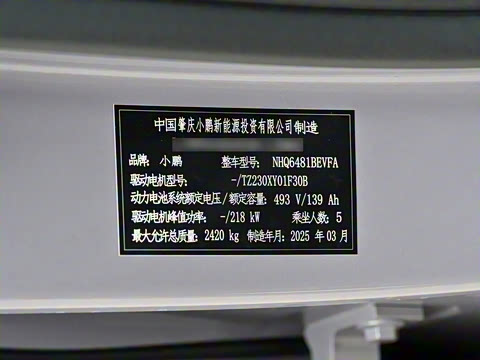 中国肇庆小鹏新能源投资有限公司制造
品牌: 小鹏 整车型号: NHQ6481BEVFA
驱动电机型号: -/TZ230XY01F30B
动力电池系统额定电压/额定容量: 493 V/139 Ah
驱动电机峰值功率: -/218 kW 乘坐人数: 5
最大允许总质量: 2420 kg 制造年月: 2025 年 03 月